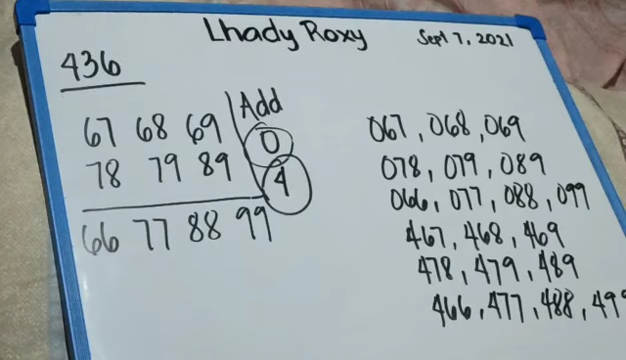 Lhady Roxy Sept 7, 2021
436
Add
67 68 69 0
78 79 89 4
66 77 88 99
067, 068, 069
078, 079, 089
066, 077, 088, 099
467, 468, 469
478, 479, 489
466, 477, 488, 499